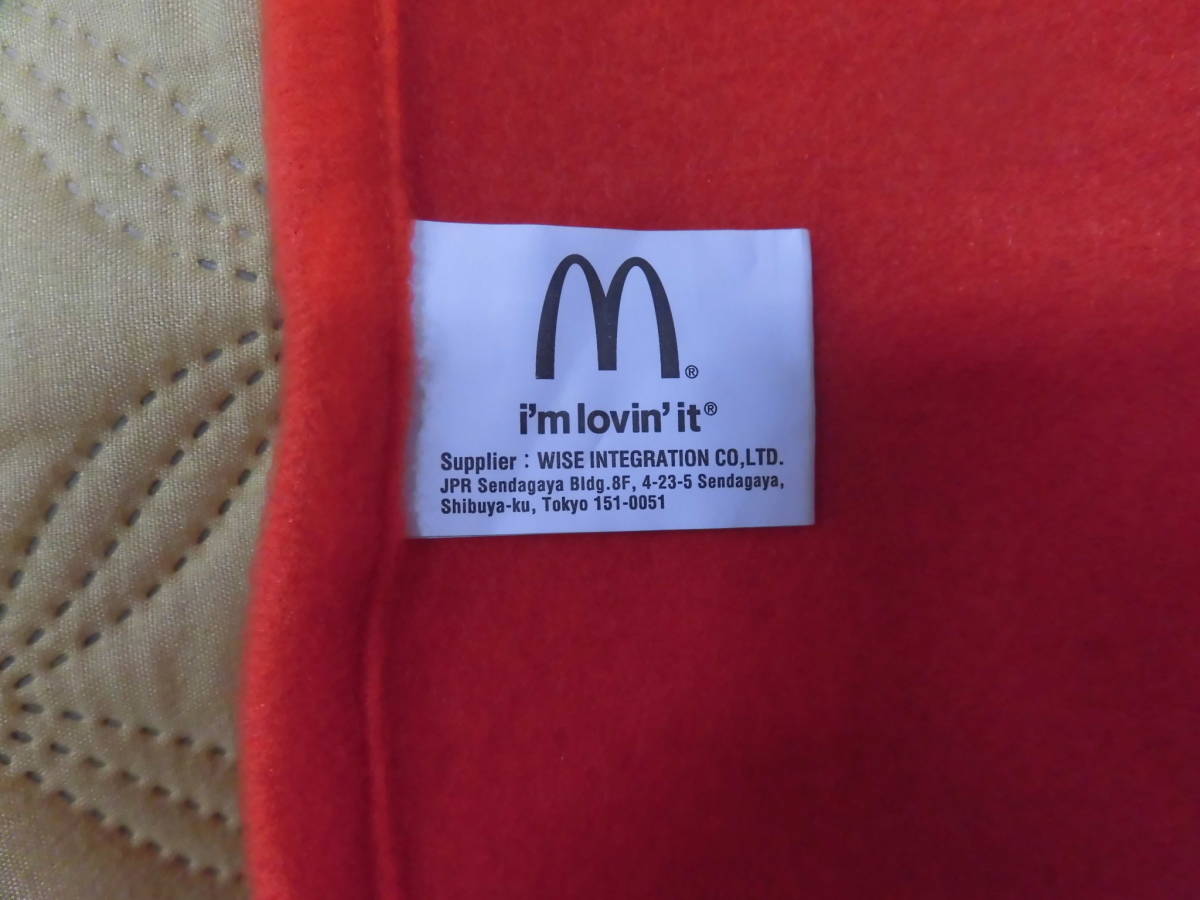 i'm lovin' it®
Supplier : WISE INTEGRATION CO,LTD.
JPR Sendagaya Bldg.8F, 4-23-5 Sendagaya,
Shibuya-ku, Tokyo 151-0051